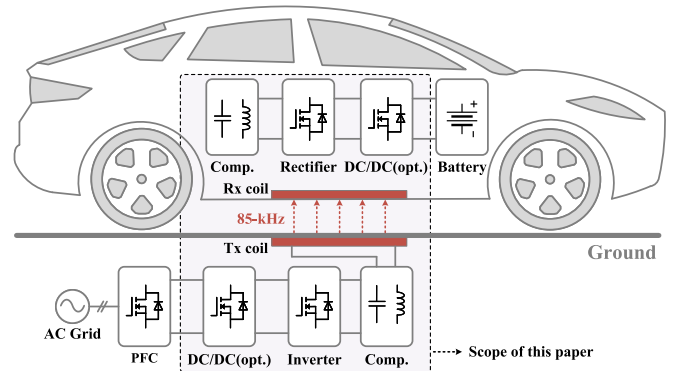 Comp. Rectifier DC/DC(opt.) Battery
Rx coil
85-kHz
Tx coil
Ground
AC Grid
PFC DC/DC(opt.) Inverter Comp.
Scope of this paper